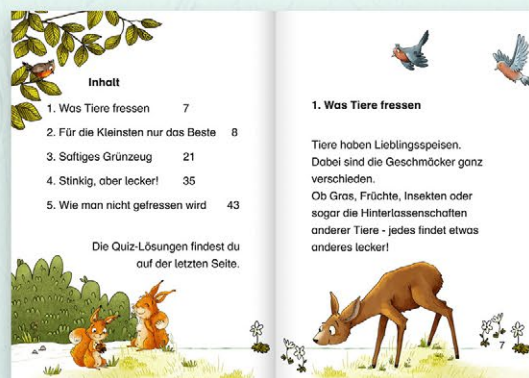 Inhalt
1. Was Tiere fressen 7
2. Für die Kleinsten nur das Beste 8
3. Saftiges Grünzeug 21
4. Stinkig, aber lecker! 35
5. Wie man nicht gefressen wird 43
Die Quiz-Lösungen findest du
auf der letzten Seite.
1. Was Tiere fressen
Tiere haben Lieblingsspeisen.
Dabei sind die Geschmäcker ganz
verschieden.
Ob Gras, Früchte, Insekten oder
sogar die Hinterlassenschaften
anderer Tiere - jedes findet etwas
anderes lecker!
7